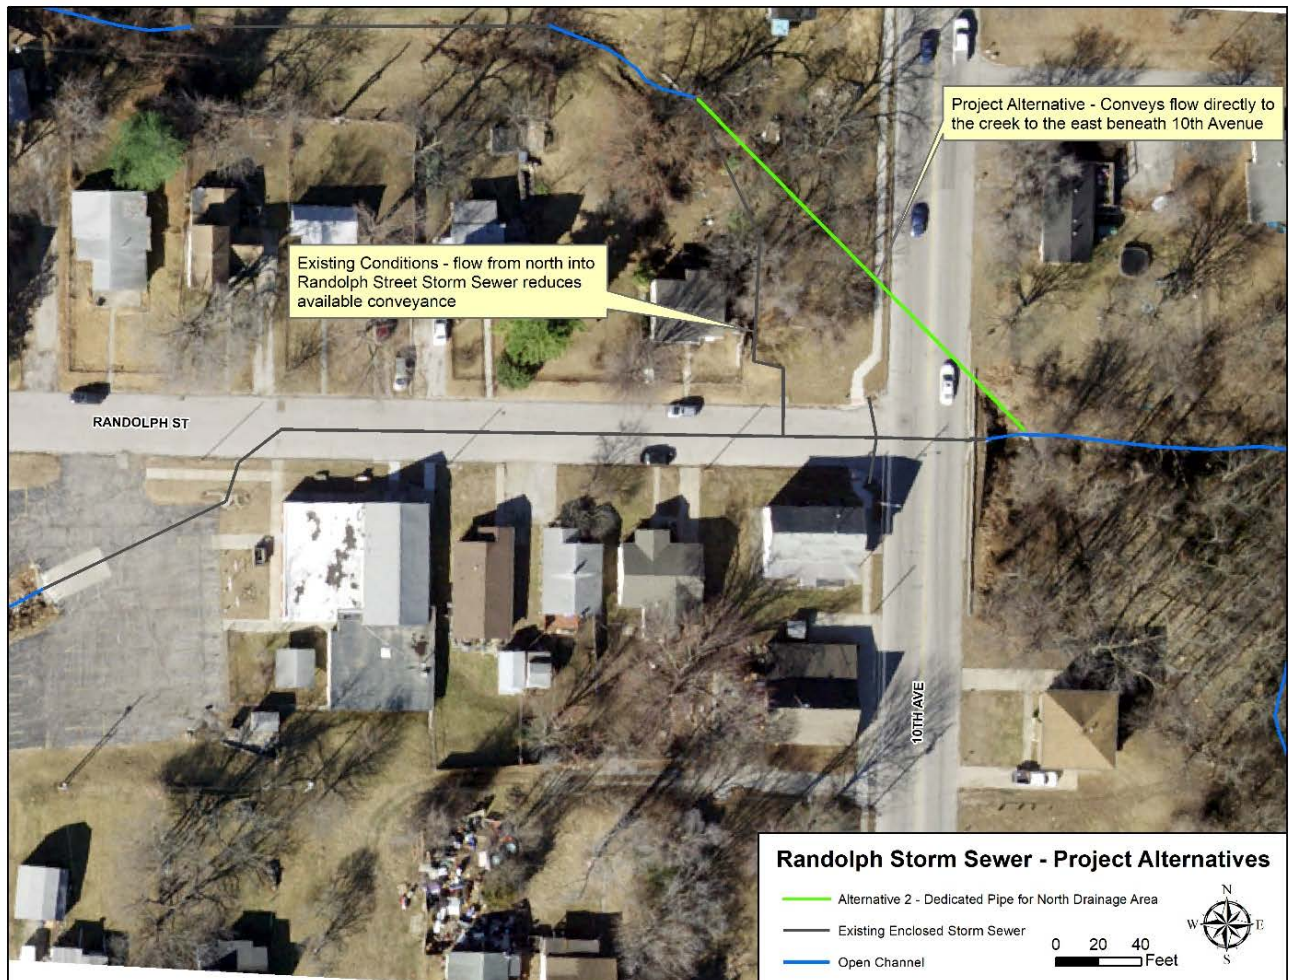 Project Alternative - Conveys flow directly to
the creek to the east beneath 10th Avenue
Existing Conditions - flow from north into
Randolph Street Storm Sewer reduces
available conveyance
RANDOLPH ST
10TH AVE
Randolph Storm Sewer - Project Alternatives
Alternative 2 - Dedicated Pipe for North Drainage Area
Existing Enclosed Storm Sewer
Open Channel
0 20 40
Feet
N
W E
S